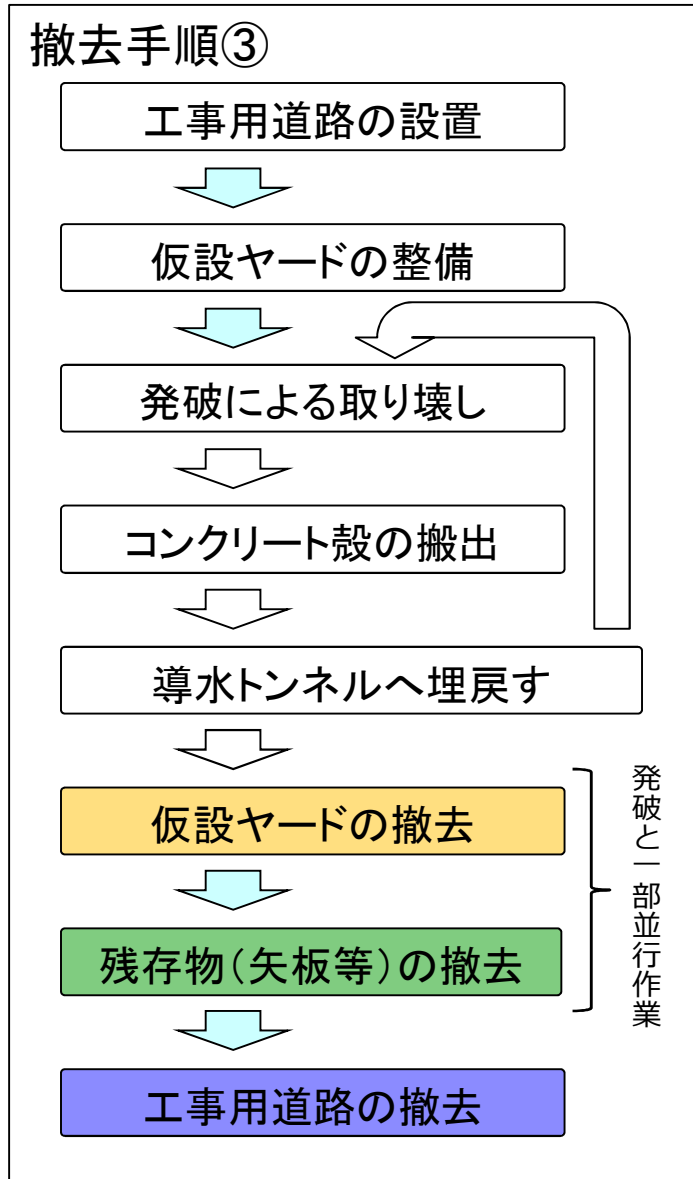 撤去手順③
工事用道路の設置
仮設ヤードの整備
発破による取り壊し
コンクリート殻の搬出
導水トンネルへ埋戻す
仮設ヤードの撤去
残存物（矢板等）の撤去
発破と一部並行作業
工事用道路の撤去